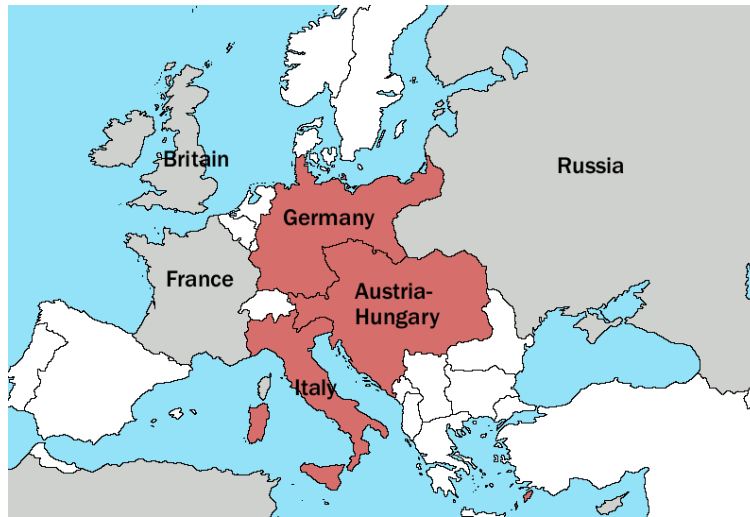 Britain
Russia
Germany
France
Austria-
Hungary
Italy